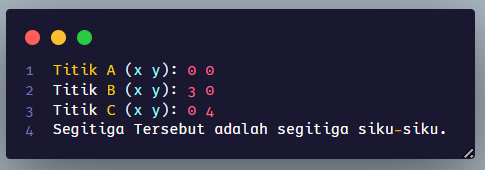 1 Titik A (x y): 0 0
2 Titik B (x y): 3 0
3 Titik C (x y): 0 4
4 Segitiga Tersebut adalah segitiga siku-siku.